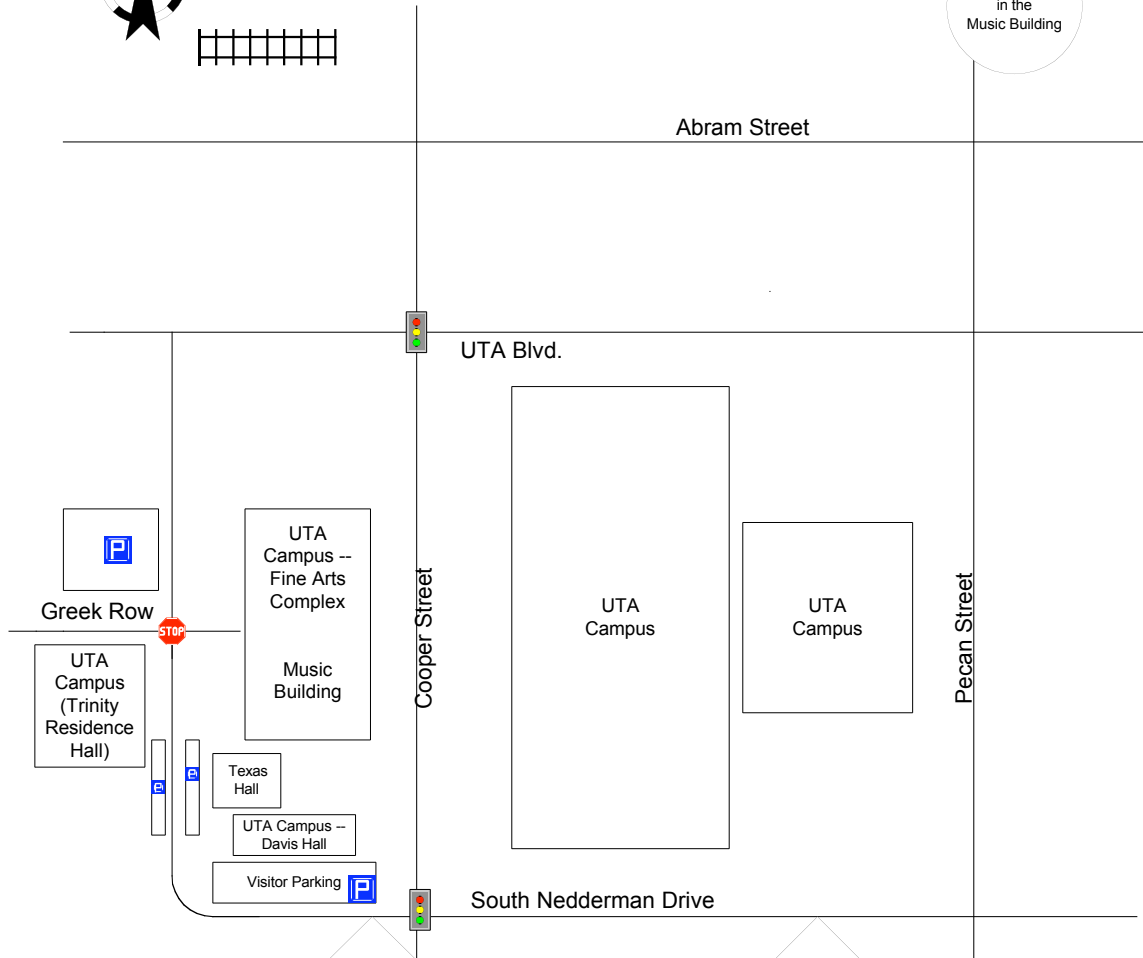 in the
Music Building
Abram Street
UTA Blvd.
UTA
Campus --
Fine Arts
Complex
Music
Building
Cooper Street
UTA
Campus
UTA
Campus
Pecan Street
P
Greek Row
STOP
UTA
Campus
(Trinity
Residence
Hall)
P
P
Texas
Hall
UTA Campus --
Davis Hall
Visitor Parking
P
South Nedderman Drive